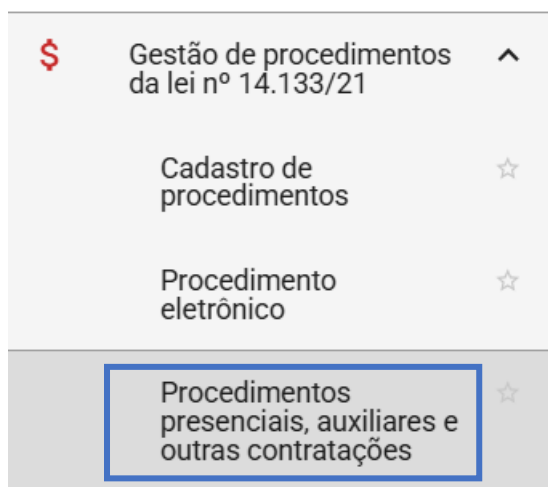 $ Gestão de procedimentos
da lei nº 14.133/21
Cadastro de
procedimentos
Procedimento
eletrônico
Procedimentos
presenciais, auxiliares e
outras contratações